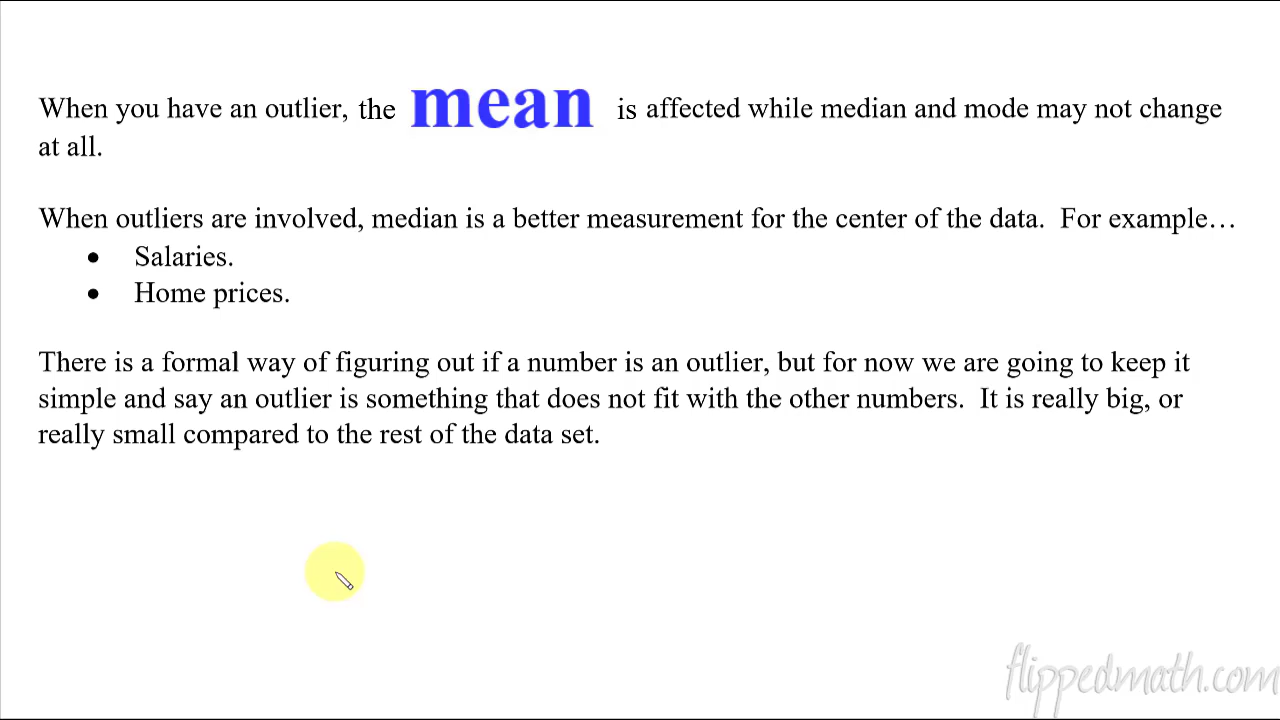 When you have an outlier, the mean is affected while median and mode may not change
at all.
When outliers are involved, median is a better measurement for the center of the data.  For example…
• Salaries.
• Home prices.
There is a formal way of figuring out if a number is an outlier, but for now we are going to keep it
simple and say an outlier is something that does not fit with the other numbers.  It is really big, or
really small compared to the rest of the data set.
flippedmath.com